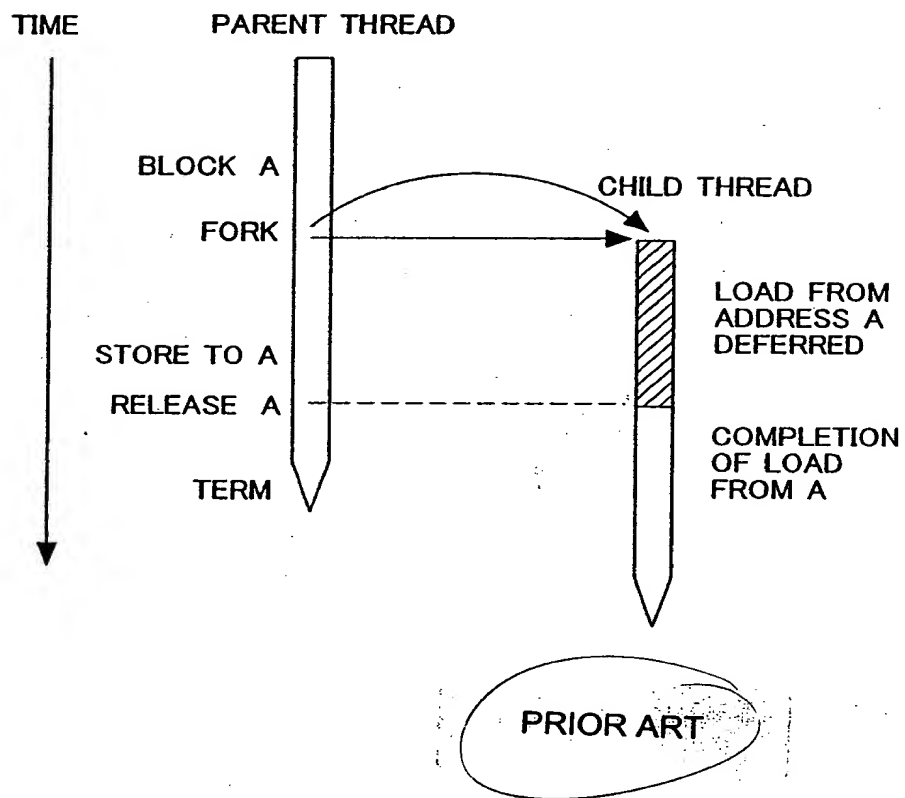 TIME
PARENT THREAD
BLOCK A
CHILD THREAD
FORK
LOAD FROM
ADDRESS A
DEFERRED
STORE TO A
RELEASE A
COMPLETION
OF LOAD
FROM A
TERM
PRIOR ART